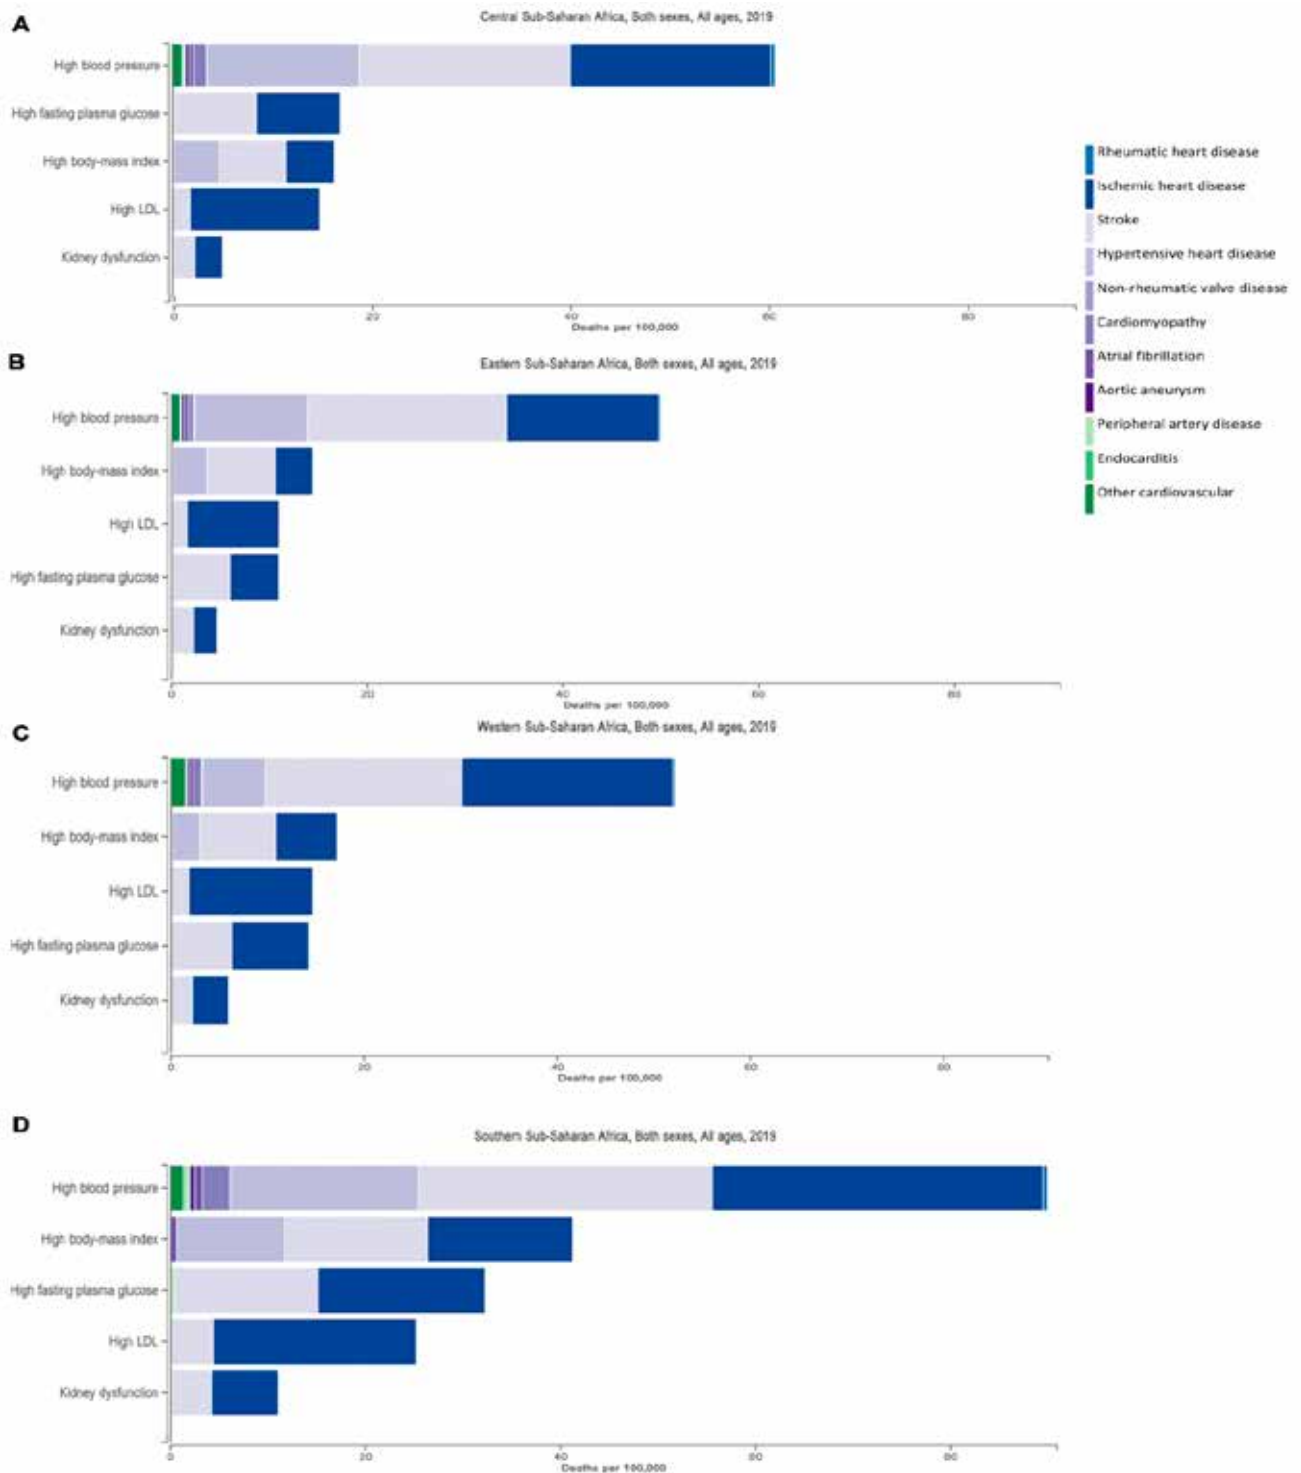 A
Central Sub-Saharan Africa, Both sexes, All ages, 2019
High blood pressure
High fasting plasma glucose
High body-mass index
High LDL
Kidney dysfunction
0 20 40 60 80
Deaths per 100,000
Rheumatic heart disease
Ischemic heart disease
Stroke
Hypertensive heart disease
Non-rheumatic valve disease
Cardiomyopathy
Atrial fibrillation
Aortic aneurysm
Peripheral artery disease
Endocarditis
Other cardiovascular
B
Eastern Sub-Saharan Africa, Both sexes, All ages, 2019
High blood pressure
High body-mass index
High LDL
High fasting plasma glucose
Kidney dysfunction
0 20 40 60 80
Deaths per 100,000
C
Western Sub-Saharan Africa, Both sexes, All ages, 2019
High blood pressure
High body-mass index
High LDL
High fasting plasma glucose
Kidney dysfunction
0 20 40 60 80
Deaths per 100,000
D
Southern Sub-Saharan Africa, Both sexes, All ages, 2019
High blood pressure
High body-mass index
High fasting plasma glucose
High LDL
Kidney dysfunction
0 20 40 60 80
Deaths per 100,000